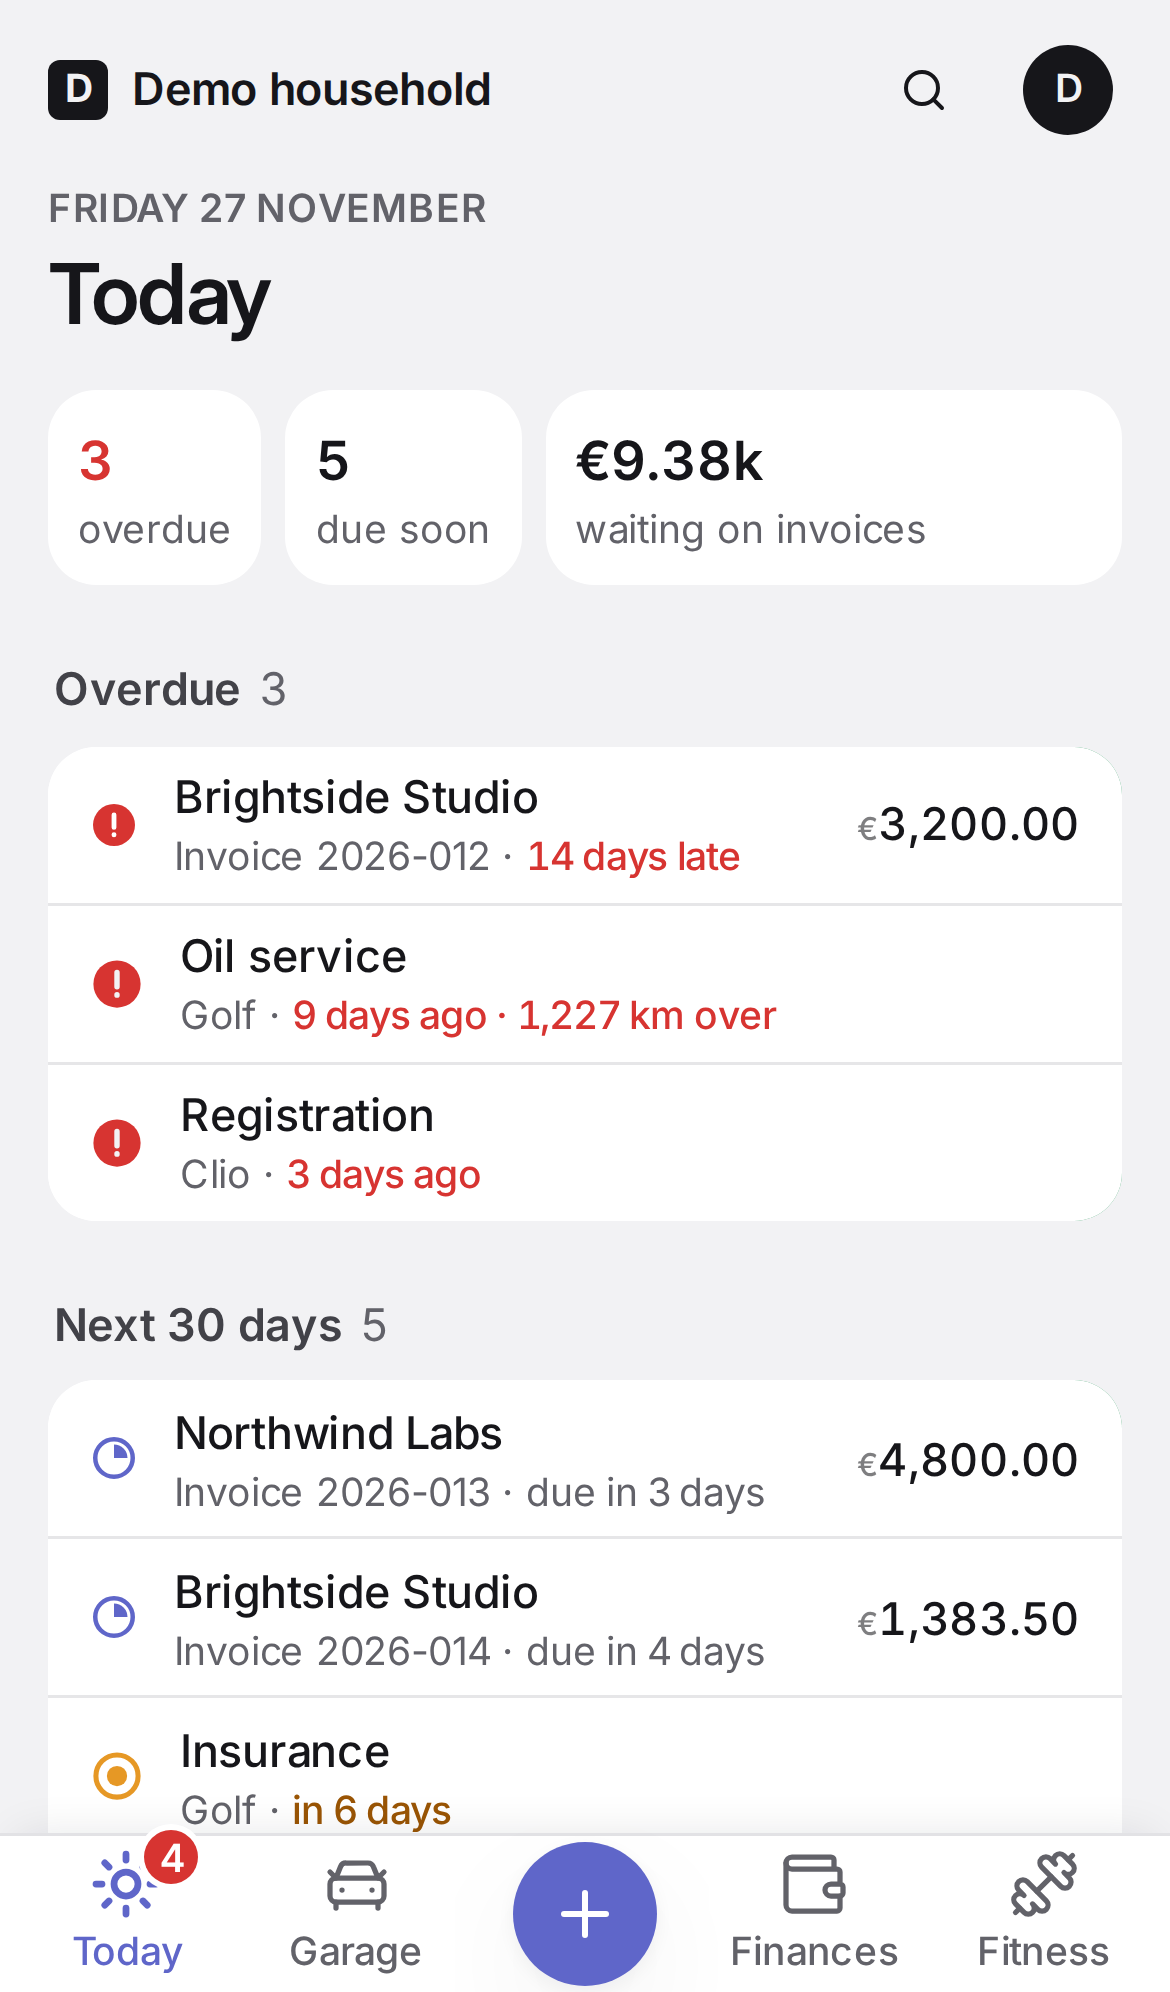 D Demo household D
FRIDAY 27 NOVEMBER
Today
3 5 €9.38k
overdue due soon waiting on invoices
Overdue 3
Brightside Studio €3,200.00
Invoice 2026-012 · 14 days late
Oil service
Golf · 9 days ago · 1,227 km over
Registration
Clio · 3 days ago
Next 30 days 5
Northwind Labs €4,800.00
Invoice 2026-013 · due in 3 days
Brightside Studio €1,383.50
Invoice 2026-014 · due in 4 days
Insurance
Golf · in 6 days
4
Today Garage Finances Fitness